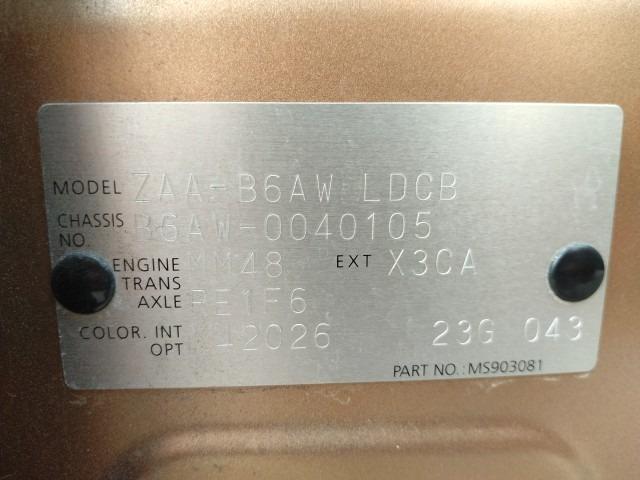 MODEL ZAA-B6AW LDCB
CHASSIS NO. B6AW-0040105
ENGINE MM48 EXT X3CA
TRANS AXLE RE1F6
COLOR. INT OPT 2026 23G 043
PART NO.: MS903081